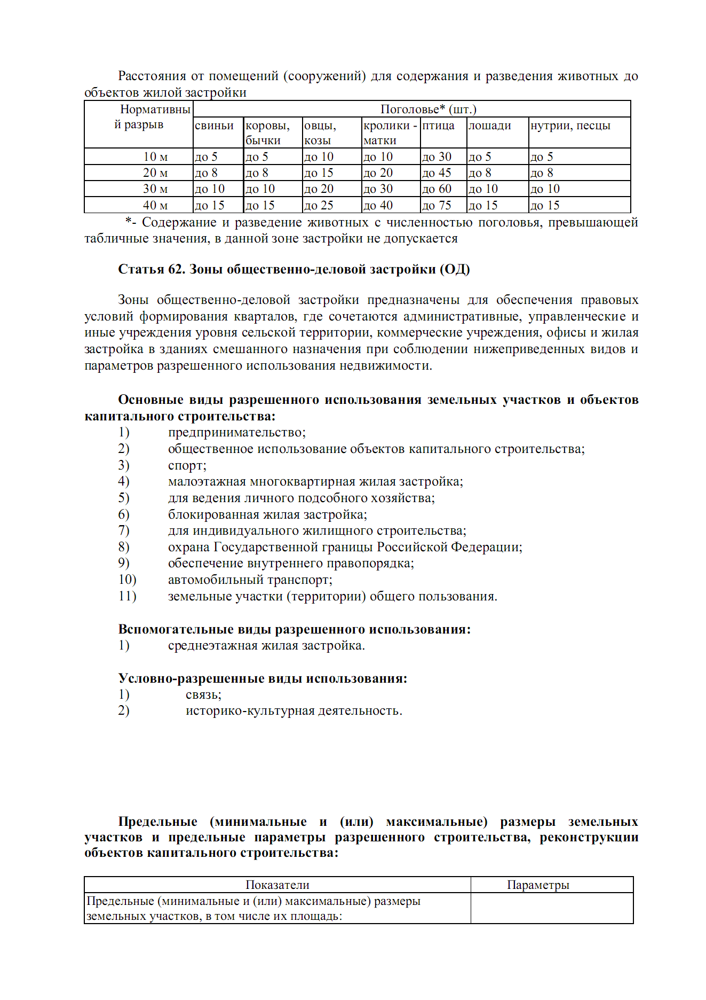 Расстояния от помещений (сооружений) для содержания и разведения животных до
объектов жилой застройки
Нормативны
й разрыв
Поголовье* (шт.)
свиньи коровы, бычки овцы, козы кролики - матки птица лошади нутрии, песцы
10 м до 5 до 5 до 10 до 10 до 30 до 5 до 5
20 м до 8 до 8 до 15 до 20 до 45 до 8 до 8
30 м до 10 до 10 до 20 до 30 до 60 до 10 до 10
40 м до 15 до 15 до 25 до 40 до 75 до 15 до 15
*- Содержание и разведение животных с численностью поголовья, превышающей
табличные значения, в данной зоне застройки не допускается
Статья 62. Зоны общественно-деловой застройки (ОД)
Зоны общественно-деловой застройки предназначены для обеспечения правовых
условий формирования кварталов, где сочетаются административные, управленческие и
иные учреждения уровня сельской территории, коммерческие учреждения, офисы и жилая
застройка в зданиях смешанного назначения при соблюдении нижеприведенных видов и
параметров разрешенного использования недвижимости.
Основные виды разрешенного использования земельных участков и объектов
капитального строительства:
1) предпринимательство;
2) общественное использование объектов капитального строительства;
3) спорт;
4) малоэтажная многоквартирная жилая застройка;
5) для ведения личного подсобного хозяйства;
6) блокированная жилая застройка;
7) для индивидуального жилищного строительства;
8) охрана Государственной границы Российской Федерации;
9) обеспечение внутреннего правопорядка;
10) автомобильный транспорт;
11) земельные участки (территории) общего пользования.
Вспомогательные виды разрешенного использования:
1) среднеэтажная жилая застройка.
Условно-разрешенные виды использования:
1) связь;
2) историко-культурная деятельность.
Предельные (минимальные и (или) максимальные) размеры земельных
участков и предельные параметры разрешенного строительства, реконструкции
объектов капитального строительства:
Показатели Параметры
Предельные (минимальные и (или) максимальные) размеры
земельных участков, в том числе их площадь: